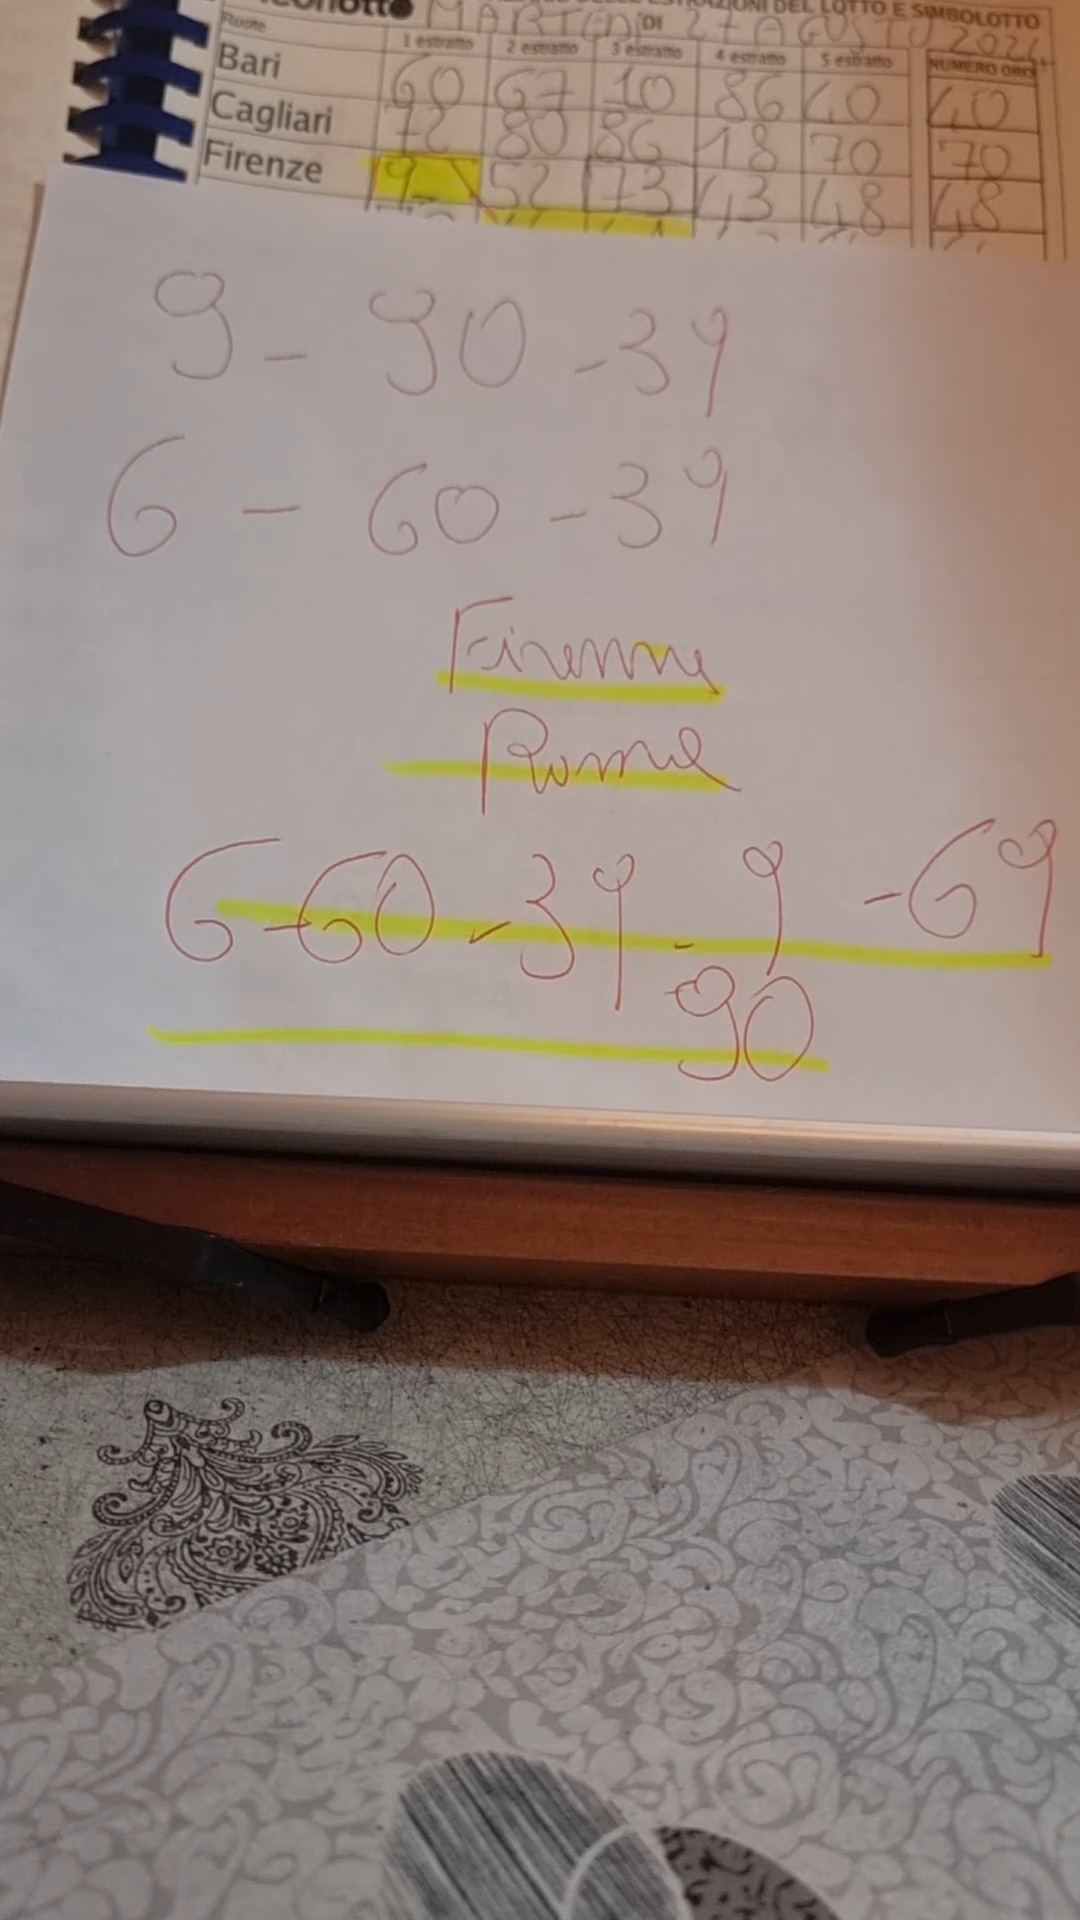 DELLE ESTRAZIONI DEL LOTTO E SIMBOLOTTO
MARTEDI DI 27 AGOSTO 2024
Ruote 1 estratto 2 estratto 3 estratto 4 estratto 5 estratto NUMERO ORO
Bari 60 67 10 86 40 40
Cagliari 72 80 86 18 70 70
Firenze 9 52 73 43 48 48
9 - 90 - 39
6 - 60 - 39
Firenze
Roma
6 - 60 - 39 - 9 - 69
- 90